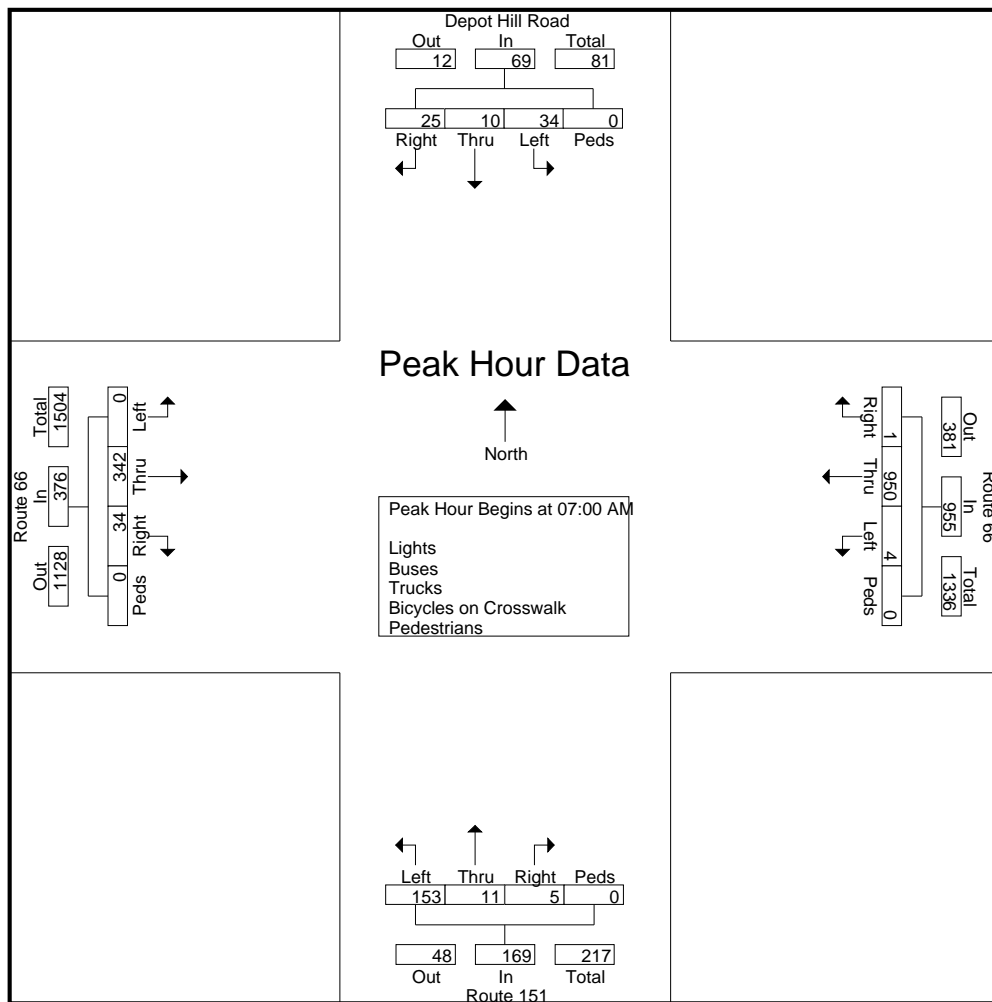 Depot Hill Road
Out In Total
12 69 81
25 10 34 0
Right Thru Left Peds
Peak Hour Data
North
Peak Hour Begins at 07:00 AM
Lights
Buses
Trucks
Bicycles on Crosswalk
Pedestrians
Route 66
Total In Out
1504 376 1128
0 342 34 0
Left Thru Right Peds
Route 66
Out In Total
381 955 1336
1 950 4 0
Right Thru Left Peds
Left Thru Right Peds
153 11 5 0
48 169 217
Out In Total
Route 151